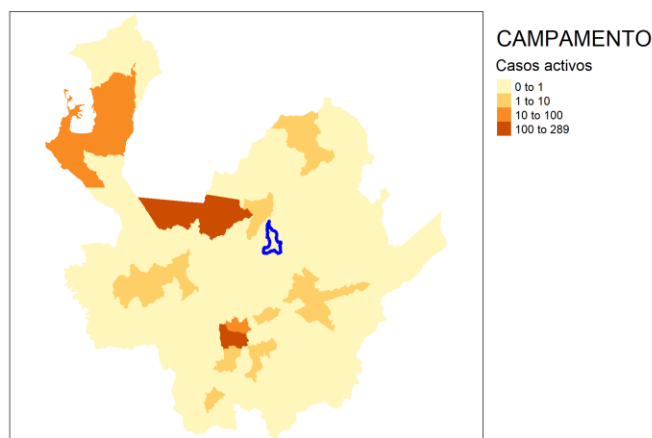 CAMPAMENTO
Casos activos
0 to 1
1 to 10
10 to 100
100 to 289